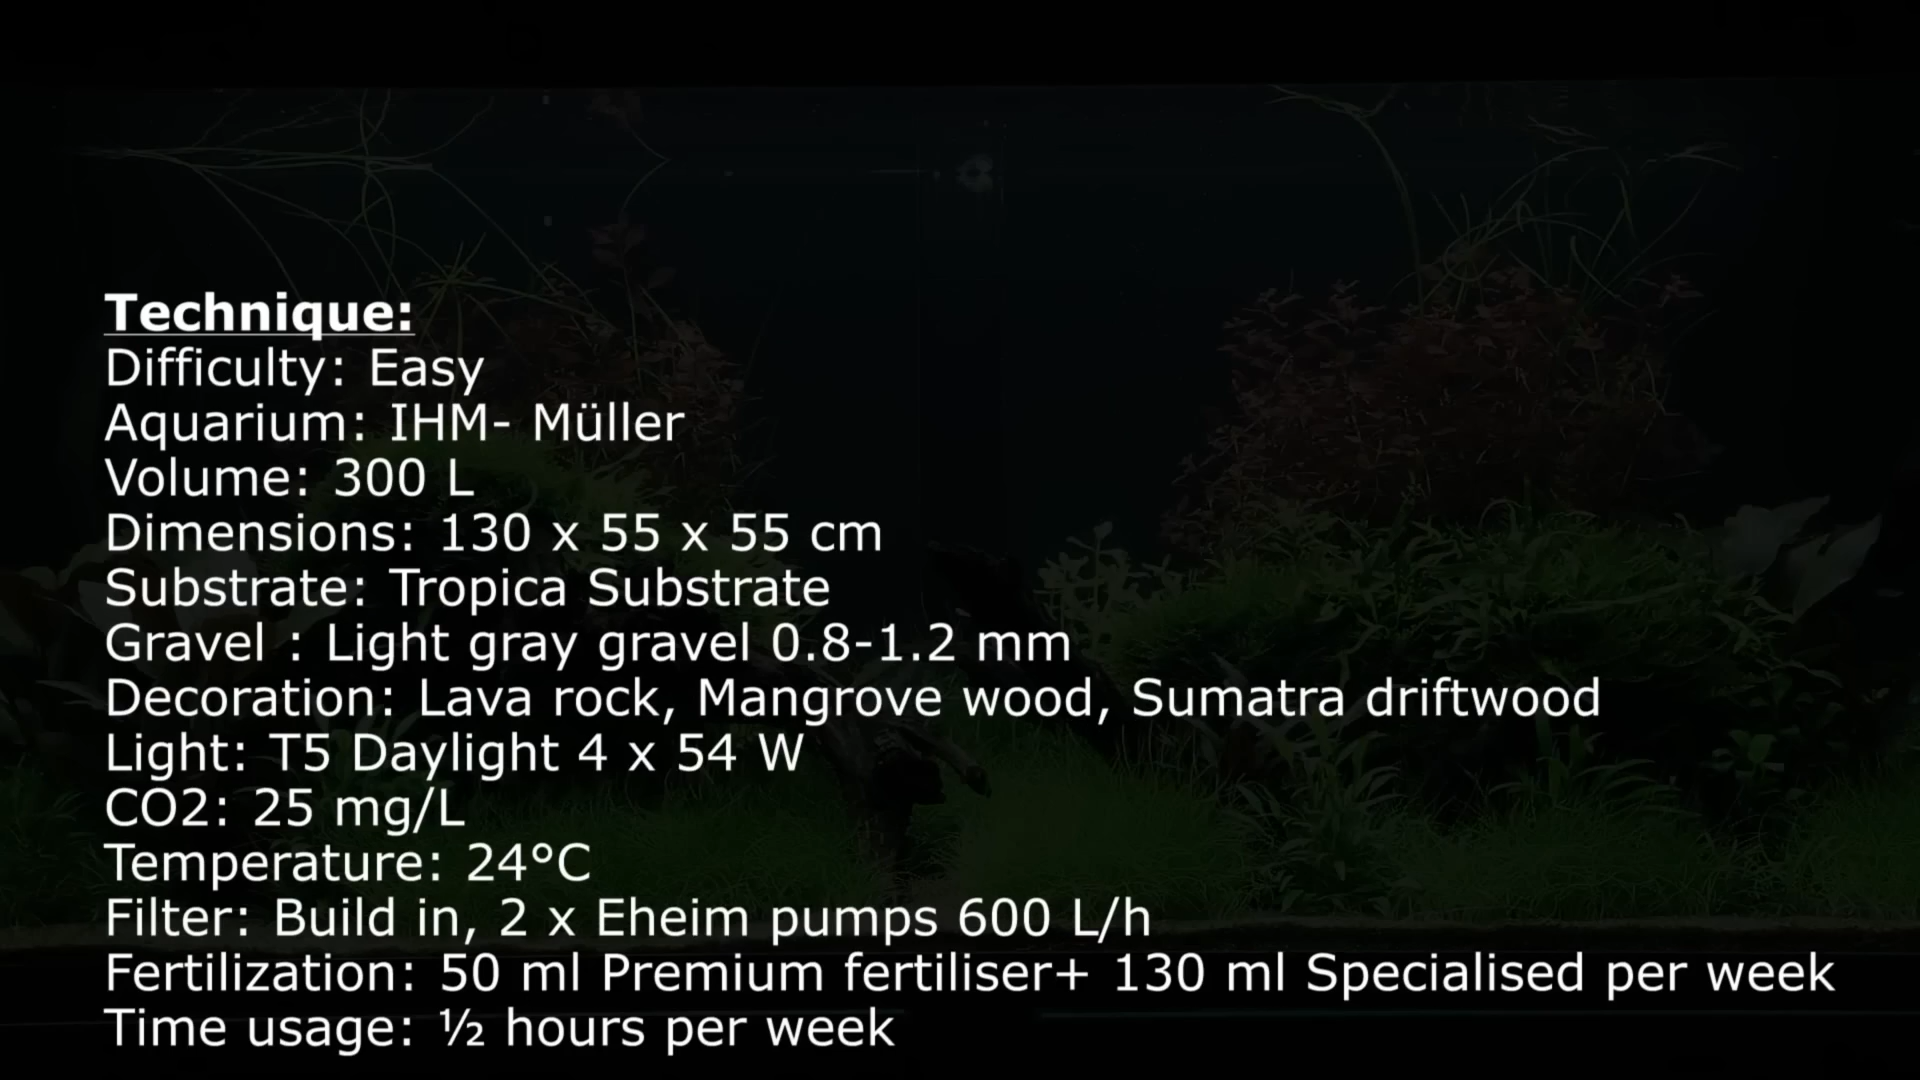 Technique:
Difficulty: Easy
Aquarium: IHM- Müller
Volume: 300 L
Dimensions: 130 x 55 x 55 cm
Substrate: Tropica Substrate
Gravel : Light gray gravel 0.8-1.2 mm
Decoration: Lava rock, Mangrove wood, Sumatra driftwood
Light: T5 Daylight 4 x 54 W
CO2: 25 mg/L
Temperature: 24°C
Filter: Build in, 2 x Eheim pumps 600 L/h
Fertilization: 50 ml Premium fertiliser+ 130 ml Specialised per week
Time usage: ½ hours per week